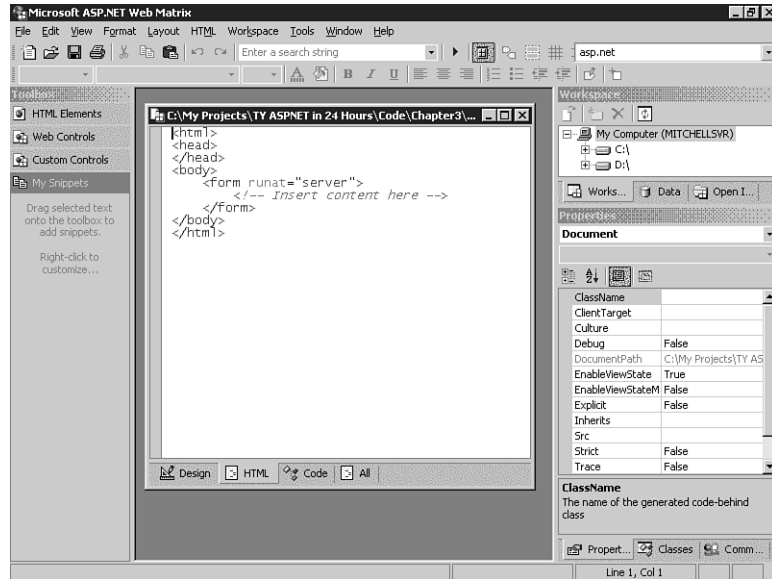 Microsoft ASP.NET Web Matrix
File Edit View Format Layout HTML Workspace Tools Window Help
Enter a search string
asp.net
B I U
Toolbox
HTML Elements
Web Controls
Custom Controls
My Snippets
Drag selected text
onto the toolbox to
add snippets.
Right-click to
customize...
C:\My Projects\TY ASPNET in 24 Hours\Code\Chapter3\...
<html>
<head>
</head>
<body>
<form runat="server">
<!-- Insert content here -->
</form>
</body>
</html>
Design HTML Code All
Workspace
My Computer (MITCHELLSVR)
C:\
D:\
Works... Data Open I...
Properties
Document
ClassName
ClientTarget
Culture
Debug False
DocumentPath C:\My Projects\TY AS
EnableViewState True
EnableViewStateM False
Explicit False
Inherits
Src
Strict False
Trace False
ClassName
The name of the generated code-behind
class
Propert... Classes Comm...
Line 1, Col 1